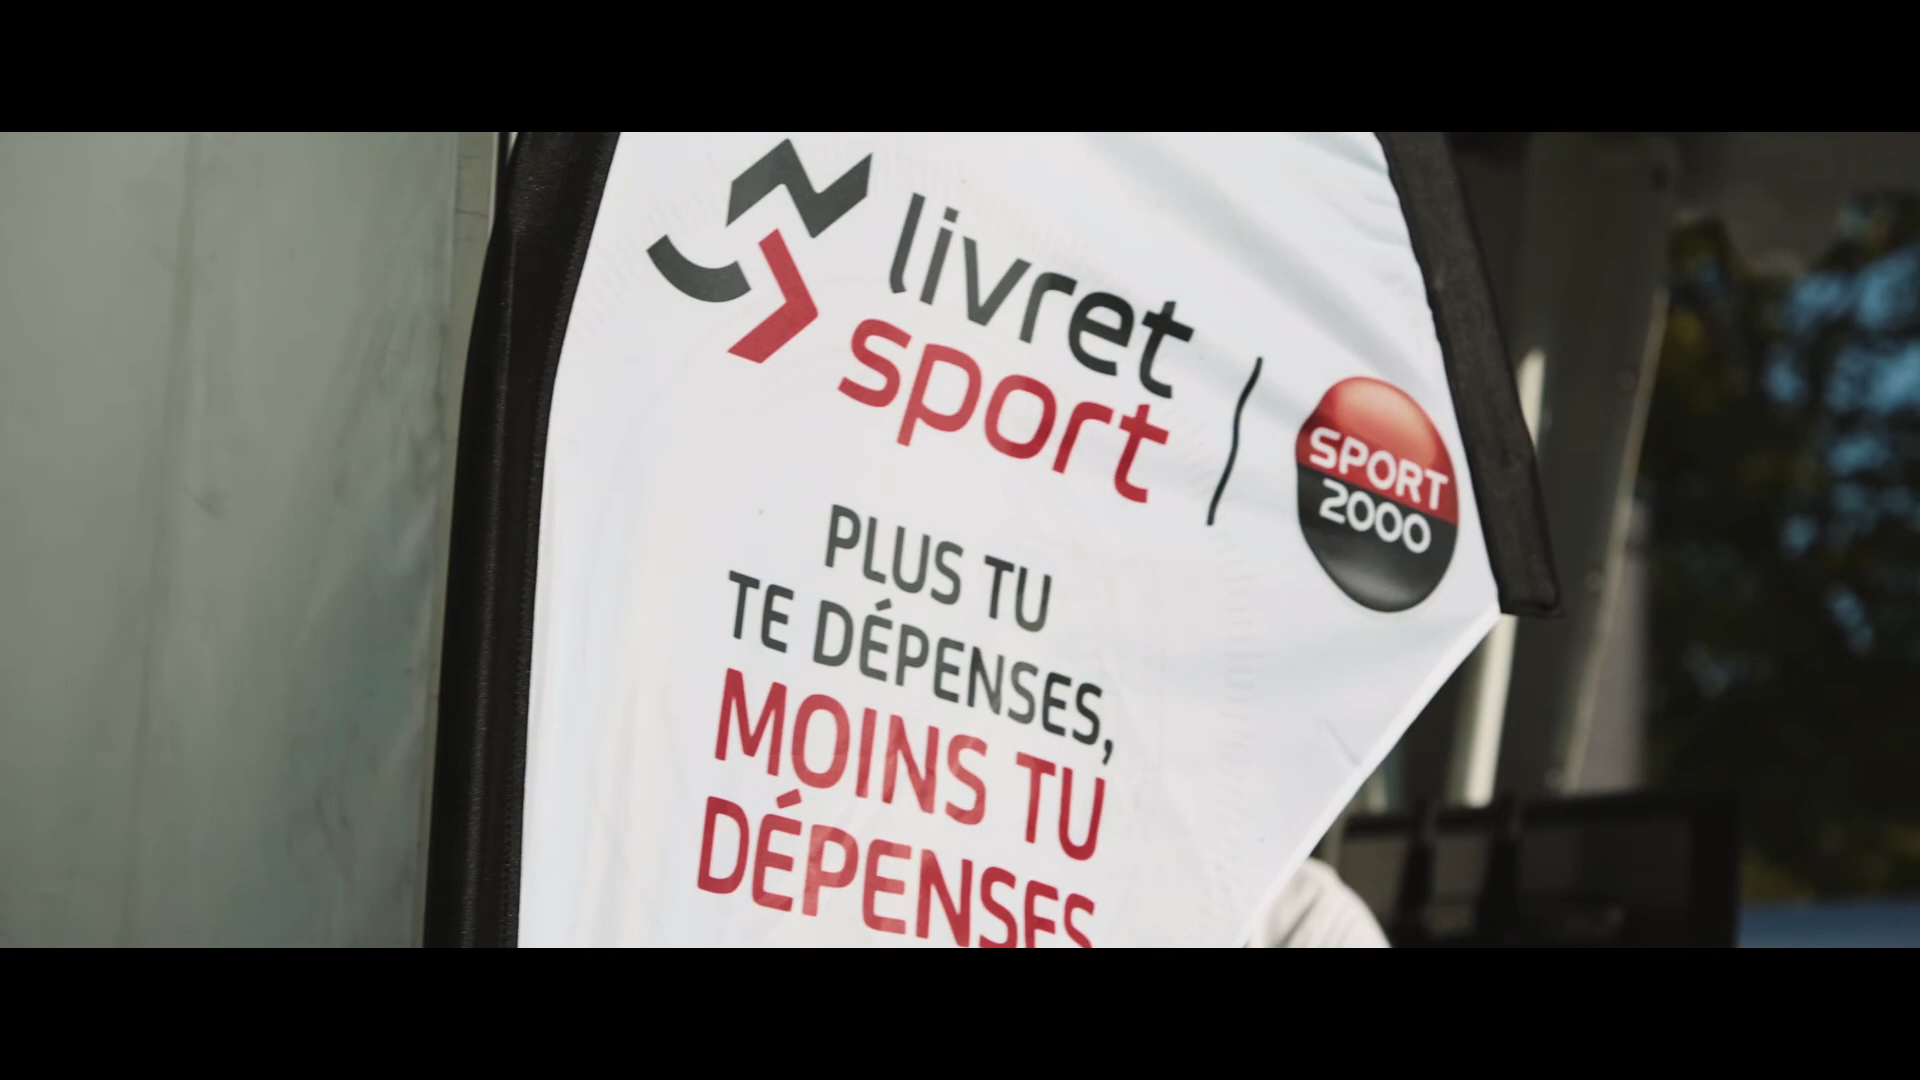 livret
sport
SPORT
2000
PLUS TU
TE DÉPENSES,
MOINS TU
DÉPENSES